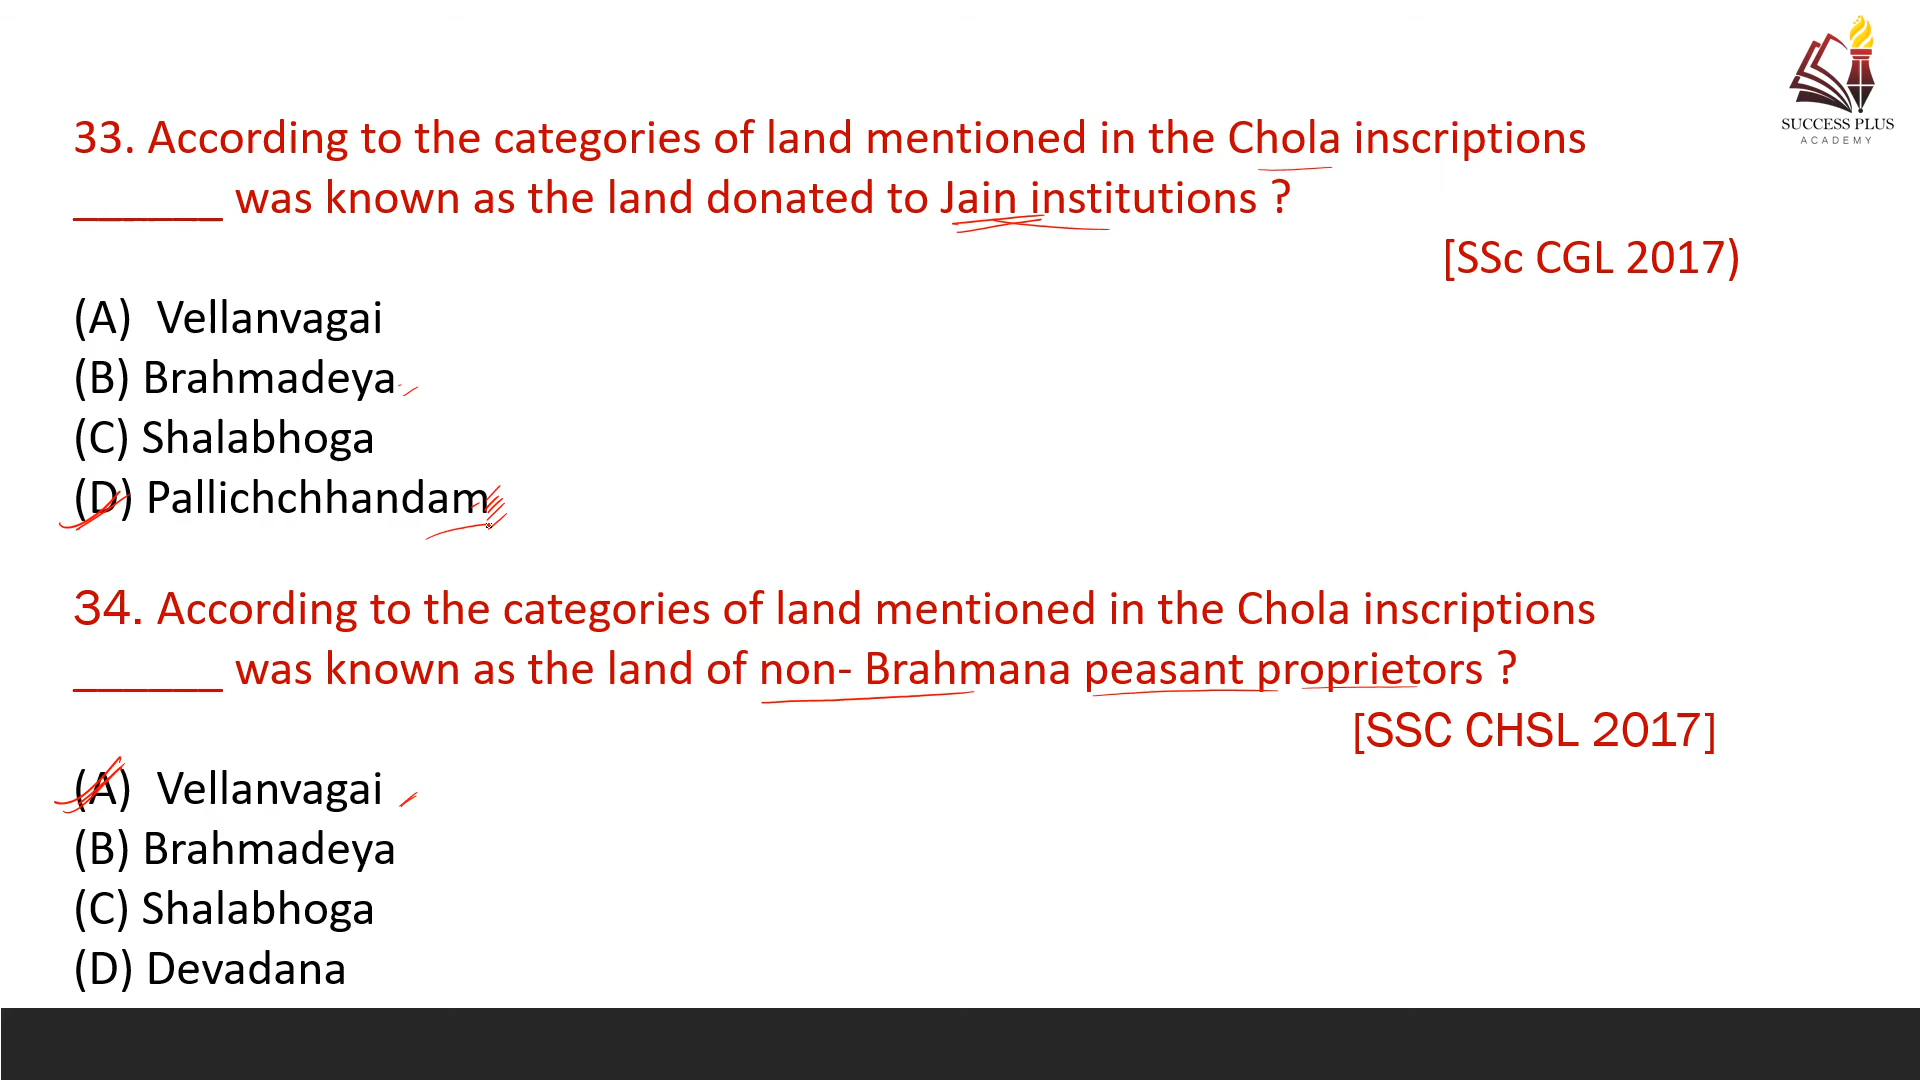 SUCCESS PLUS
ACADEMY
33. According to the categories of land mentioned in the Chola inscriptions
______ was known as the land donated to Jain institutions ?
[SSc CGL 2017)
(A) Vellanvagai
(B) Brahmadeya
(C) Shalabhoga
(D) Pallichchhandam
34. According to the categories of land mentioned in the Chola inscriptions
______ was known as the land of non- Brahmana peasant proprietors ?
[SSC CHSL 2017]
(A) Vellanvagai
(B) Brahmadeya
(C) Shalabhoga
(D) Devadana